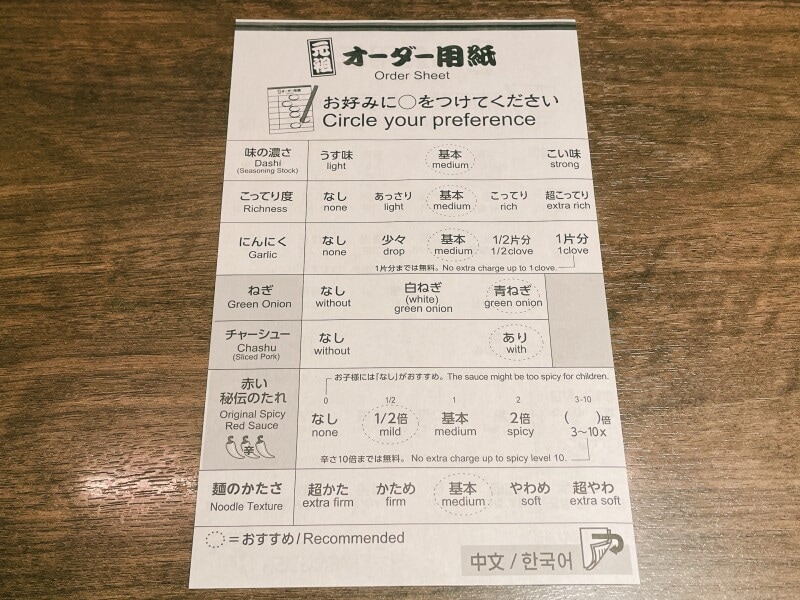 元祖 オーダー用紙
Order Sheet
お好みに○をつけてください
Circle your preference
味の濃さ うす味 基本 こい味
Dashi light medium strong
(Seasoning Stock)
こってり度 なし あっさり 基本 こってり 超こってり
Richness none light medium rich extra rich
にんにく なし 少々 基本 1/2片分 1片分
Garlic none drop medium 1/2clove 1clove
1片分までは無料。No extra charge up to 1clove.
ねぎ なし 白ねぎ 青ねぎ
Green Onion without (white) green onion
green onion
チャーシュー なし あり
Chashu without with
(Sliced Pork)
お子様には「なし」がおすすめ。The sauce might be too spicy for children.
赤い 0 1/2 1 2 3-10
秘伝のたれ なし 1/2倍 基本 2倍 ( )倍
Original Spicy none mild medium spicy 3~10x
Red Sauce
辛
辛さ10倍までは無料。No extra charge up to spicy level 10.
麺のかたさ 超かた かため 基本 やわめ 超やわ
Noodle Texture extra firm firm medium soft extra soft
=おすすめ/Recommended
中文 / 한국어